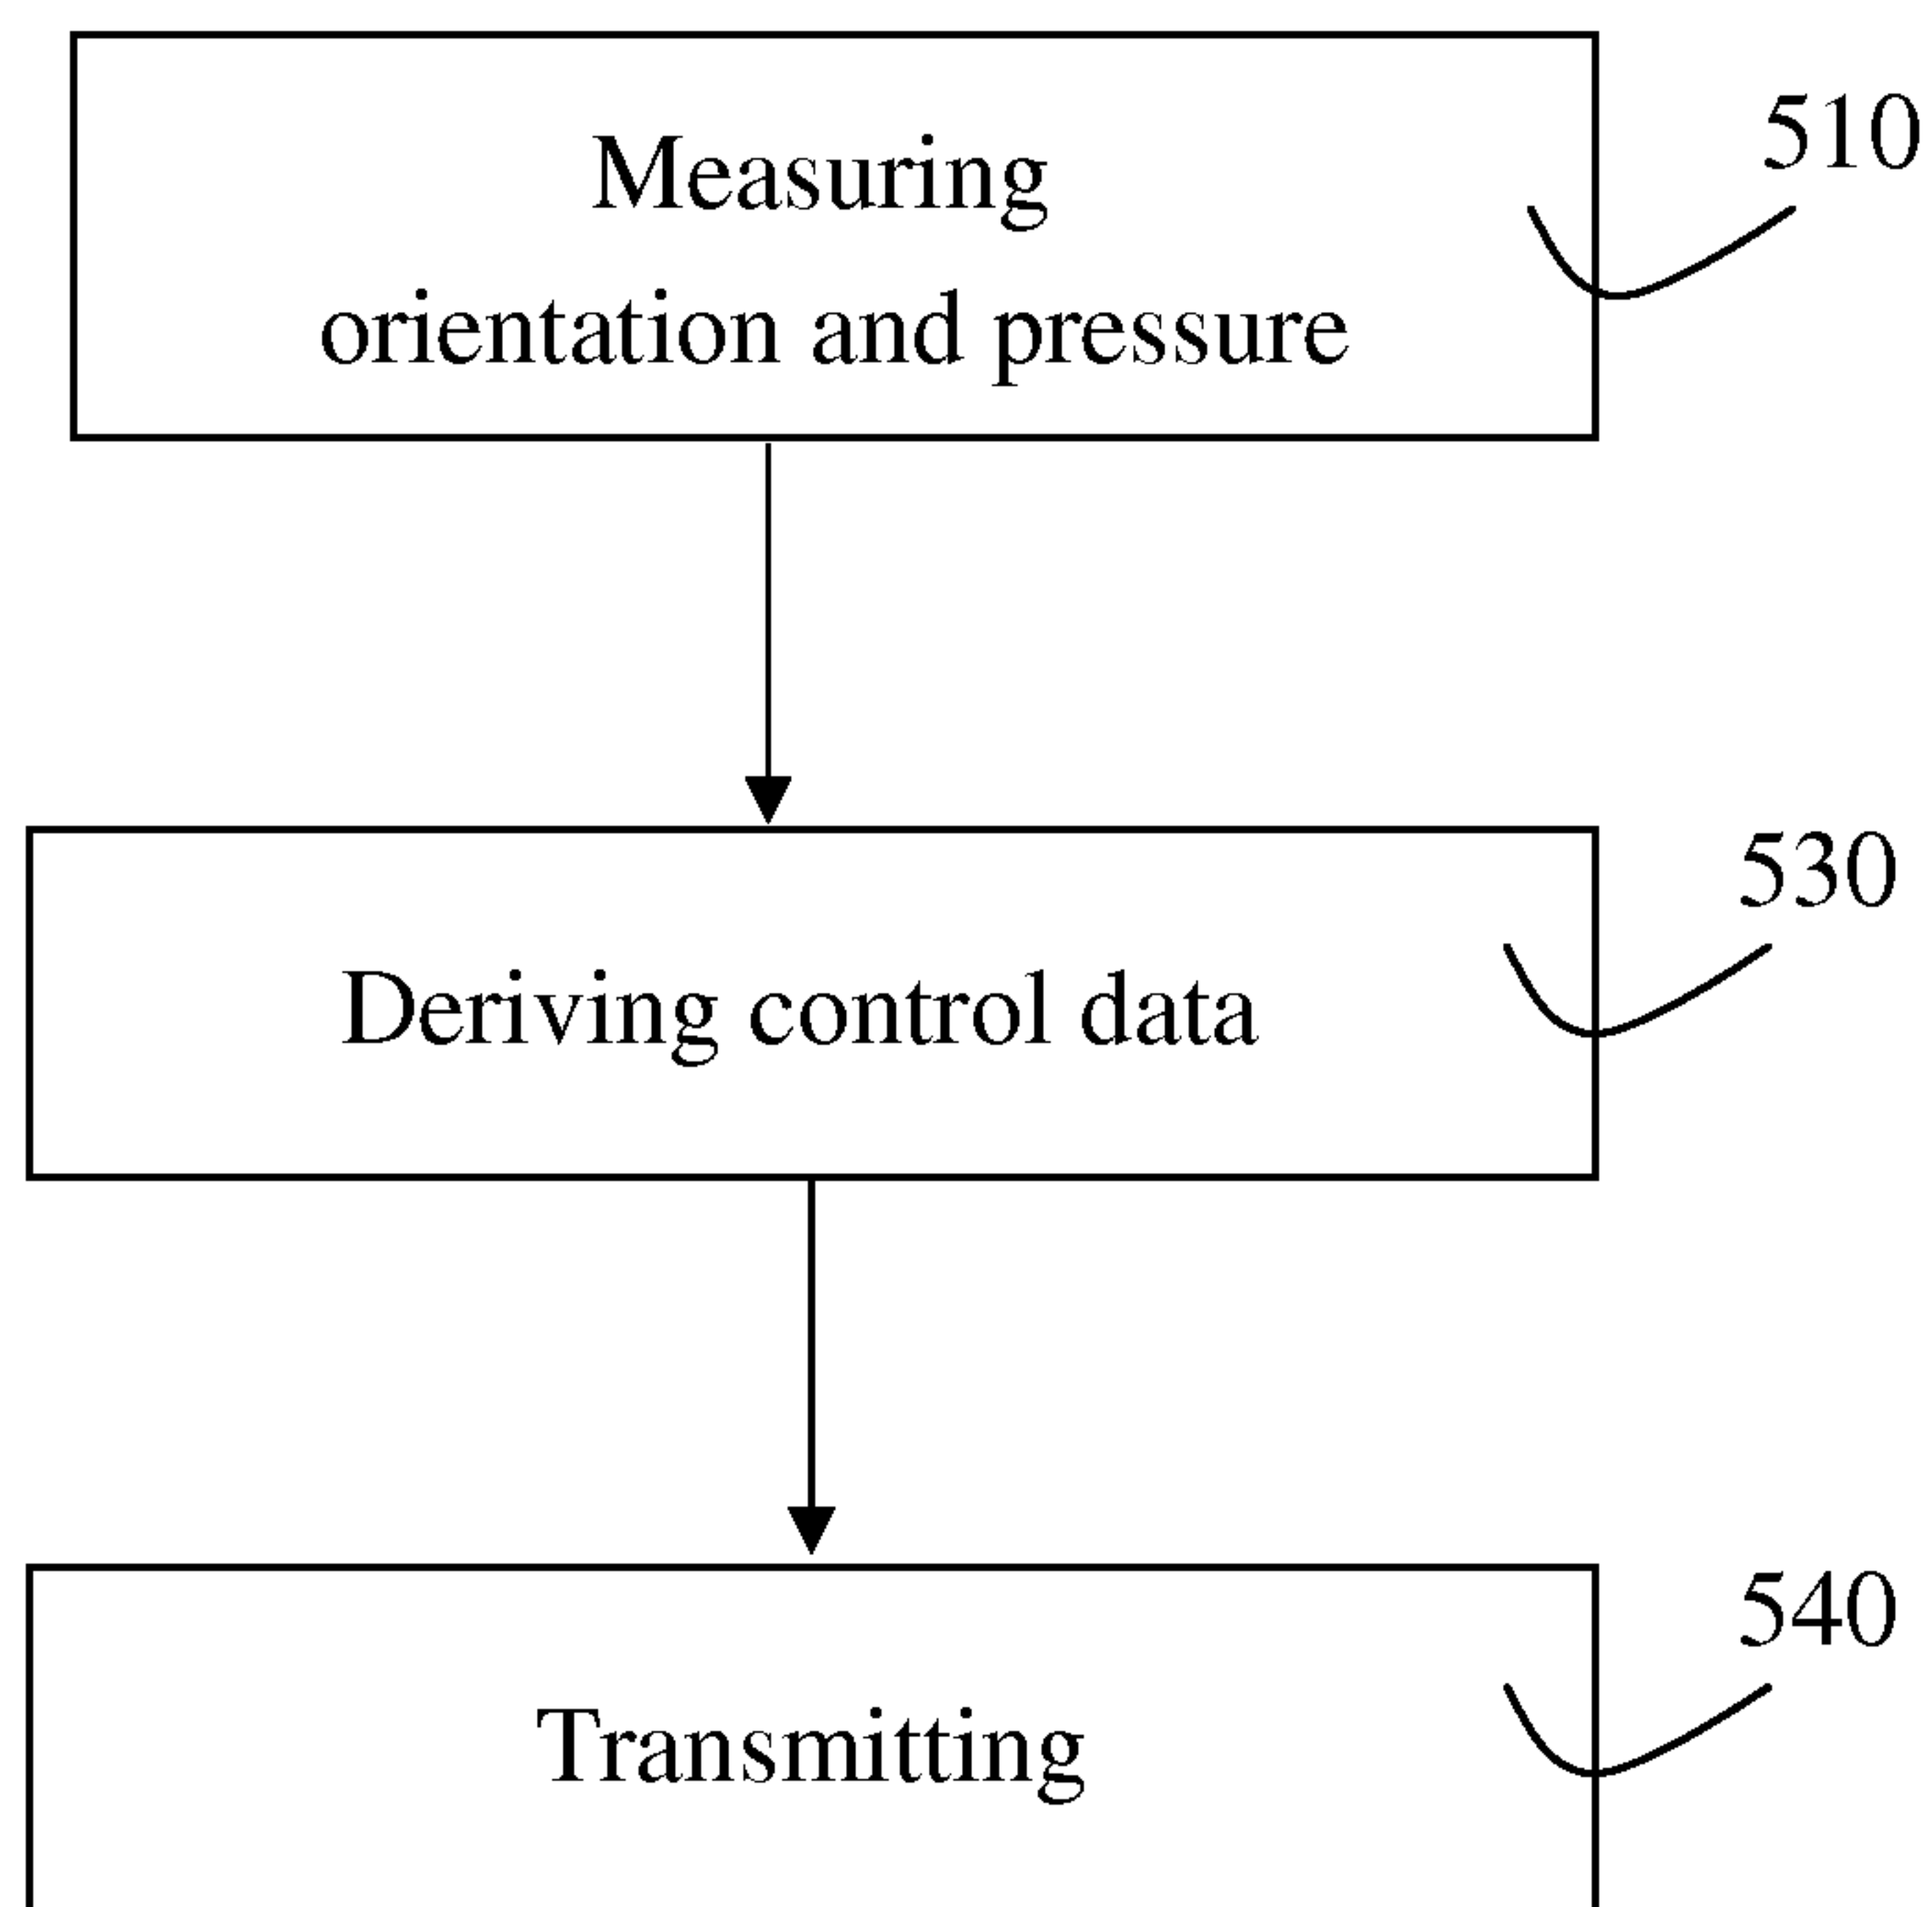 Measuring
orientation and pressure
510
Deriving control data
530
Transmitting
540